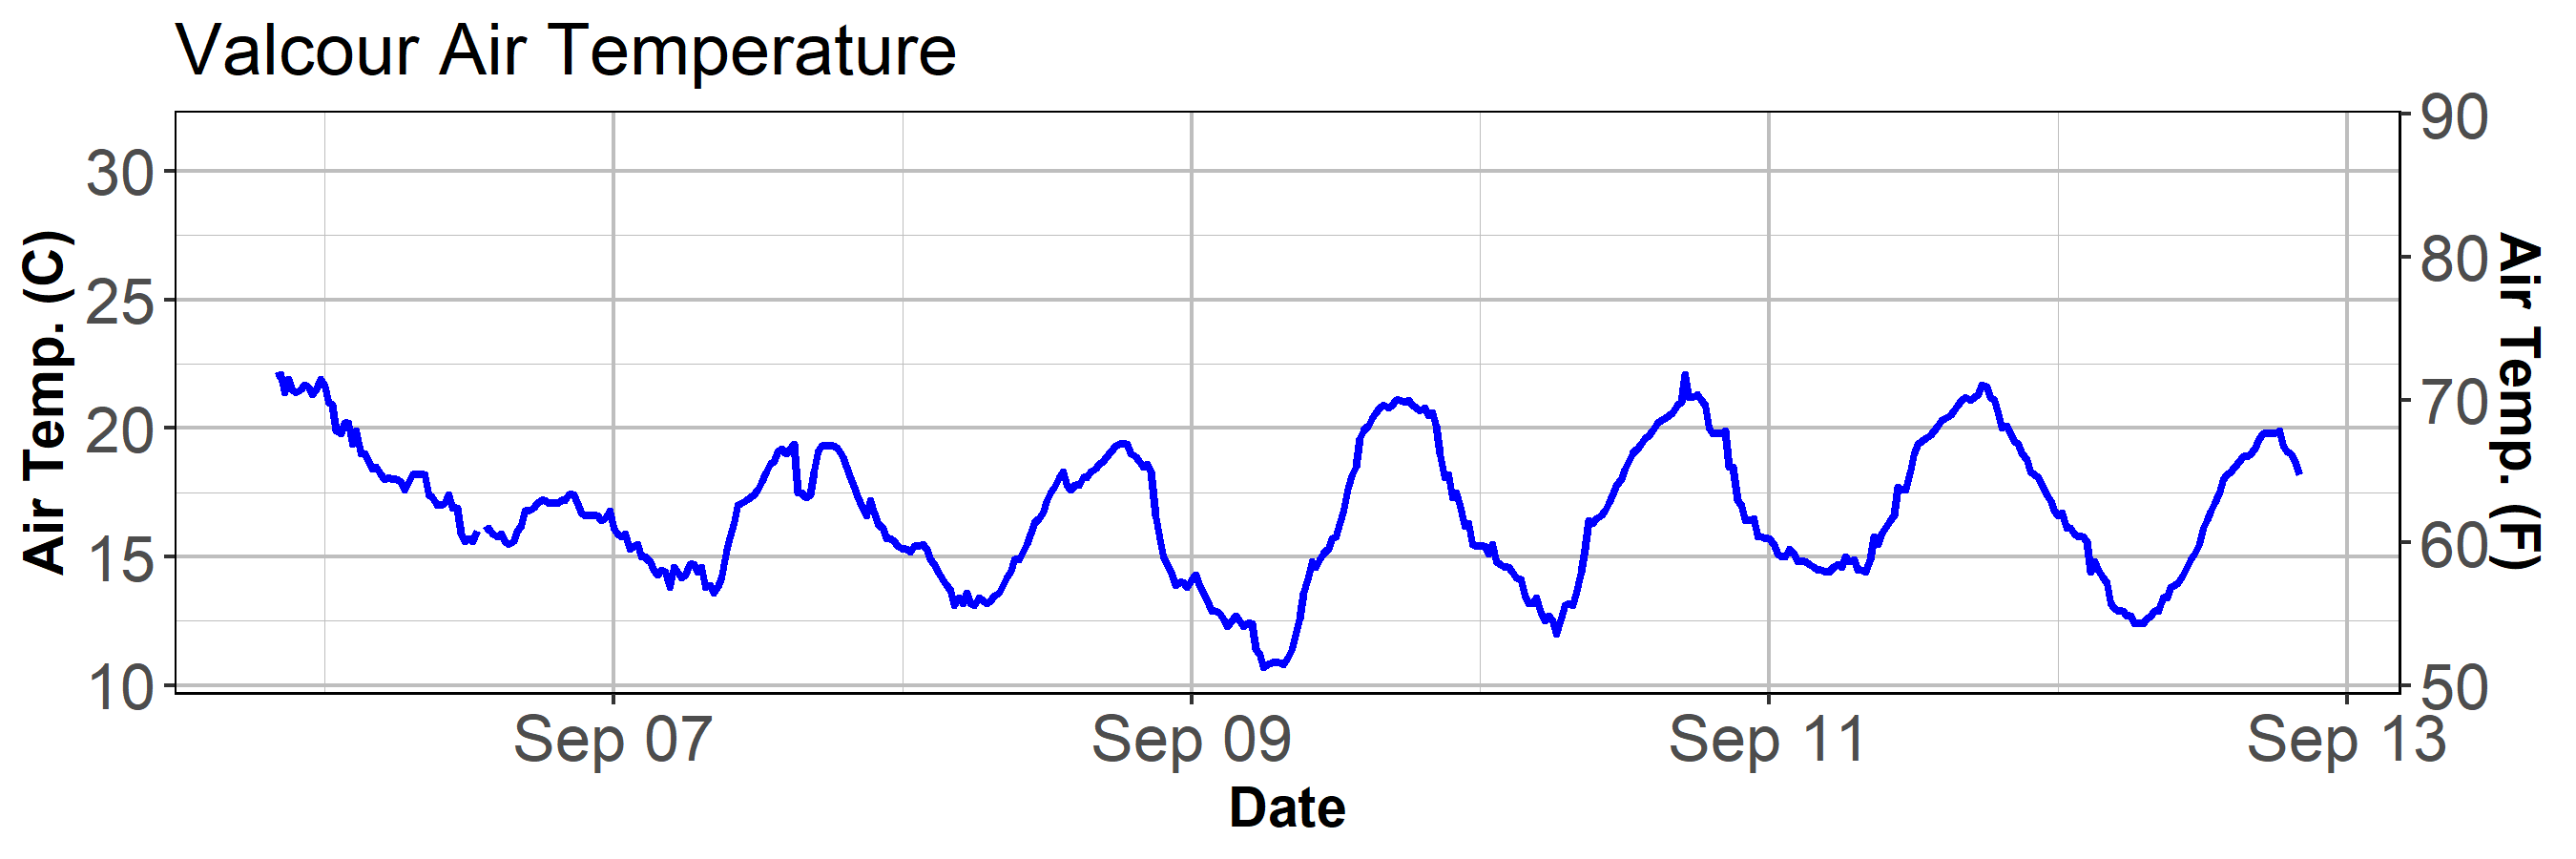 Valcour Air Temperature
Air Temp. (C)
30
25
20
15
10
90
80
70
60
50
Air Temp. (F)
Sep 07 Sep 09 Sep 11 Sep 13
Date